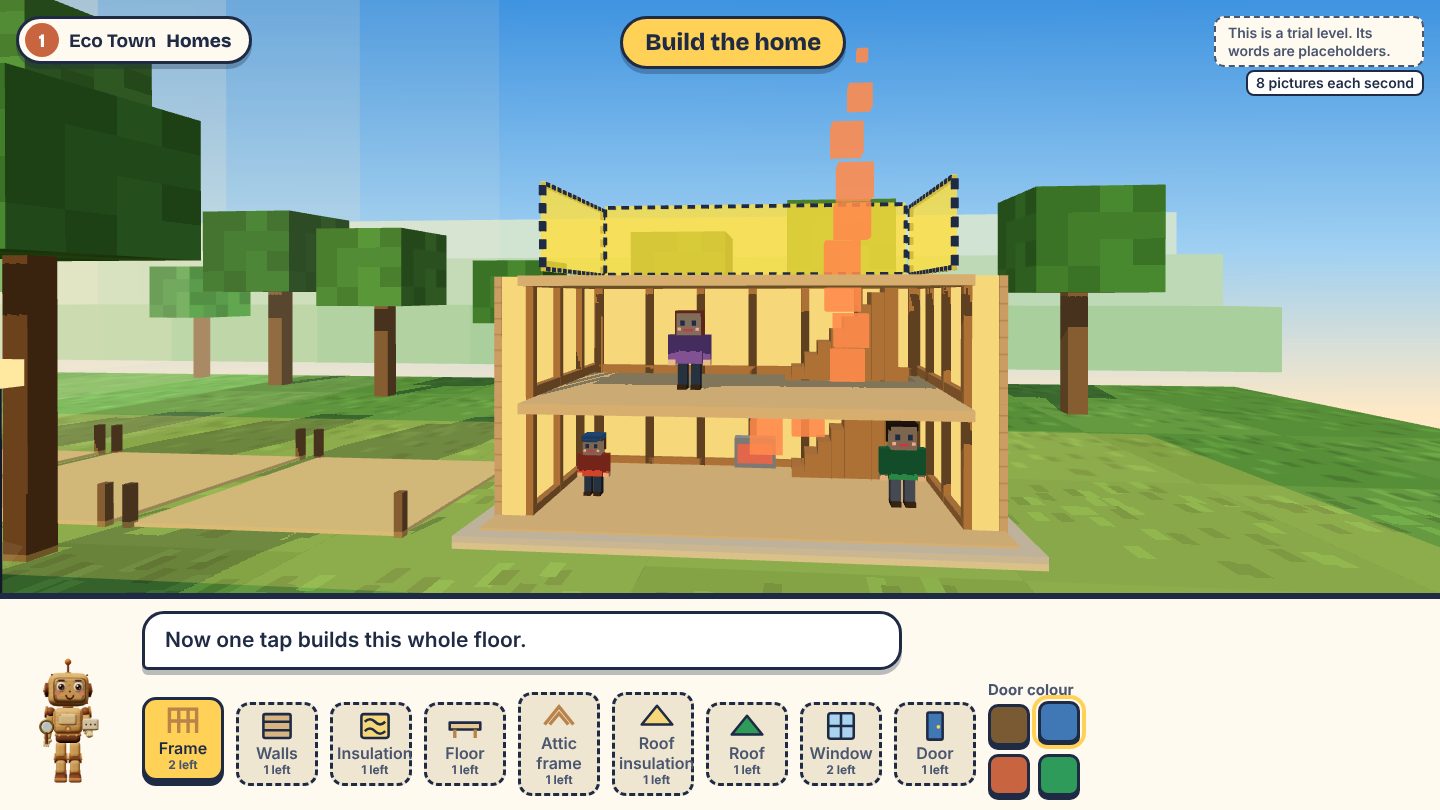 1 Eco Town Homes
Build the home
This is a trial level. Its
words are placeholders.
8 pictures each second
Now one tap builds this whole floor.
Door colour
Frame
2 left
Walls
1 left
Insulation
1 left
Floor
1 left
Attic
frame
1 left
Roof
insulation
1 left
Roof
1 left
Window
2 left
Door
1 left